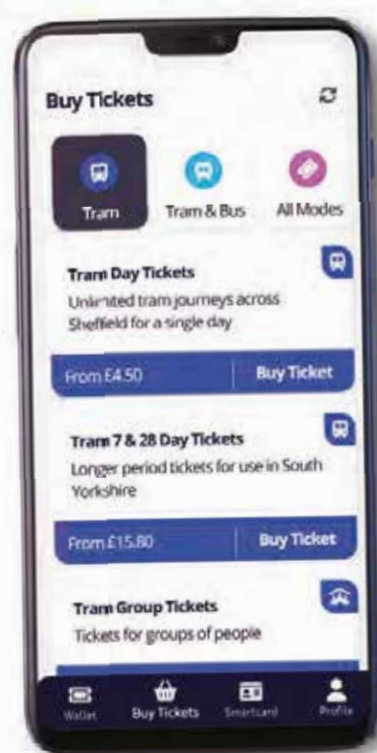 Buy Tickets
Tram
Tram & Bus
All Modes
Tram Day Tickets
Unlimited tram journeys across
Sheffield for a single day
From £4.50
Buy Ticket
Tram 7 & 28 Day Tickets
Longer period tickets for use in South
Yorkshire
From £15.80
Buy Ticket
Tram Group Tickets
Tickets for groups of people
Wallet
Buy Tickets
Smartcard
Profile